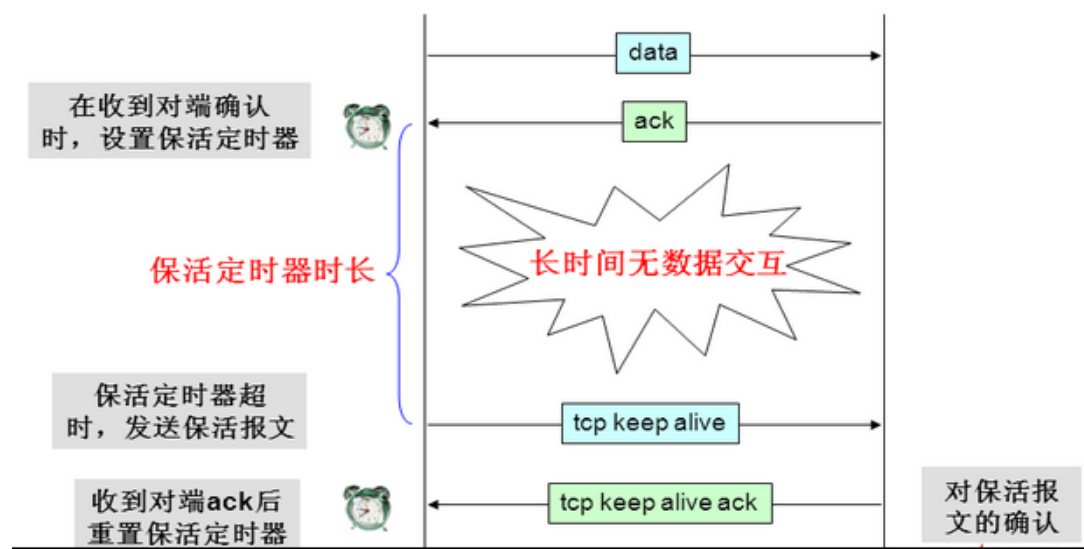 data
在收到对端确认
时，设置保活定时器
ack
保活定时器时长
长时间无数据交互
保活定时器超
时，发送保活报文
tcp keep alive
收到对端ack后
重置保活定时器
tcp keep alive ack
对保活报
文的确认